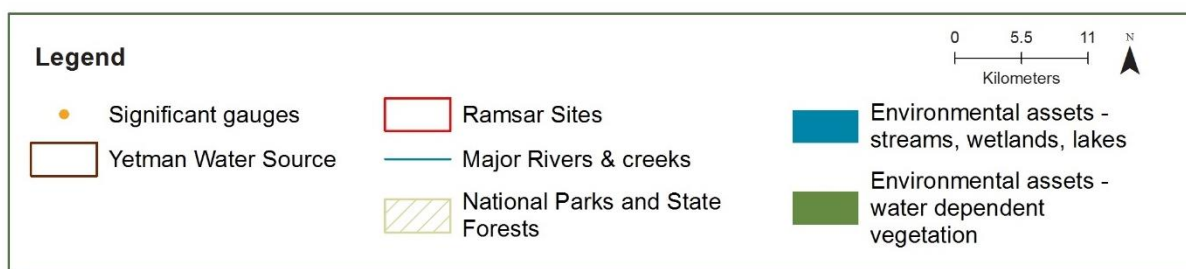 Legend
0 5.5 11
N
Kilometers
Significant gauges
Yetman Water Source
Ramsar Sites
Major Rivers & creeks
National Parks and State
Forests
Environmental assets -
streams, wetlands, lakes
Environmental assets -
water dependent
vegetation